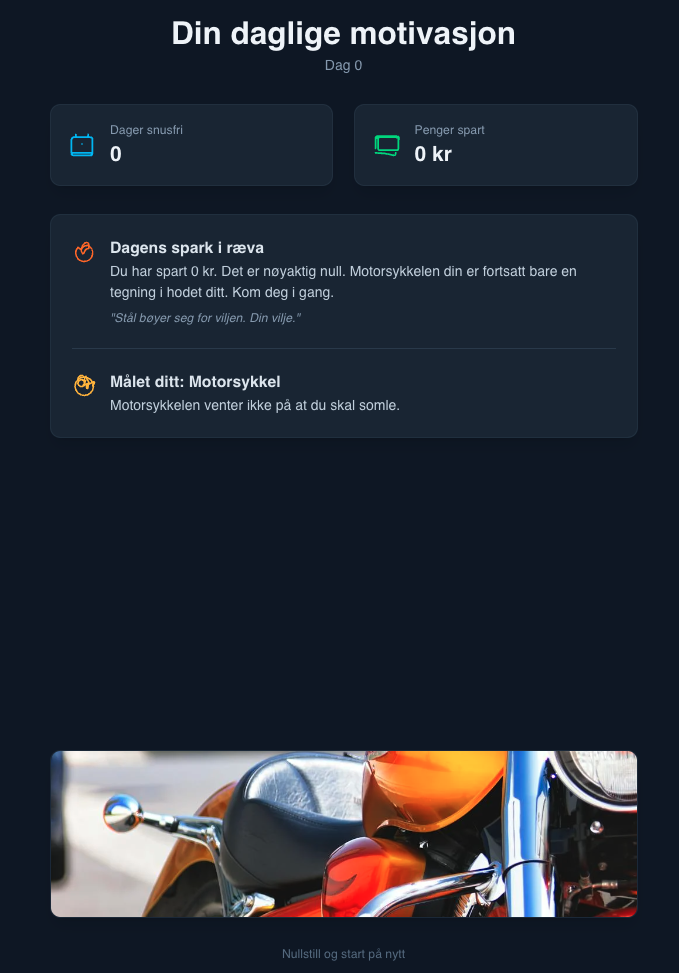 Din daglige motivasjon
Dag 0
Dager snusfri
0
Penger spart
0 kr
Dagens spark i ræva
Du har spart 0 kr. Det er nøyaktig null. Motorsykkelen din er fortsatt bare en
tegning i hodet ditt. Kom deg i gang.
"Stål bøyer seg for viljen. Din vilje."
Målet ditt: Motorsykkel
Motorsykkelen venter ikke på at du skal somle.
Nullstill og start på nytt